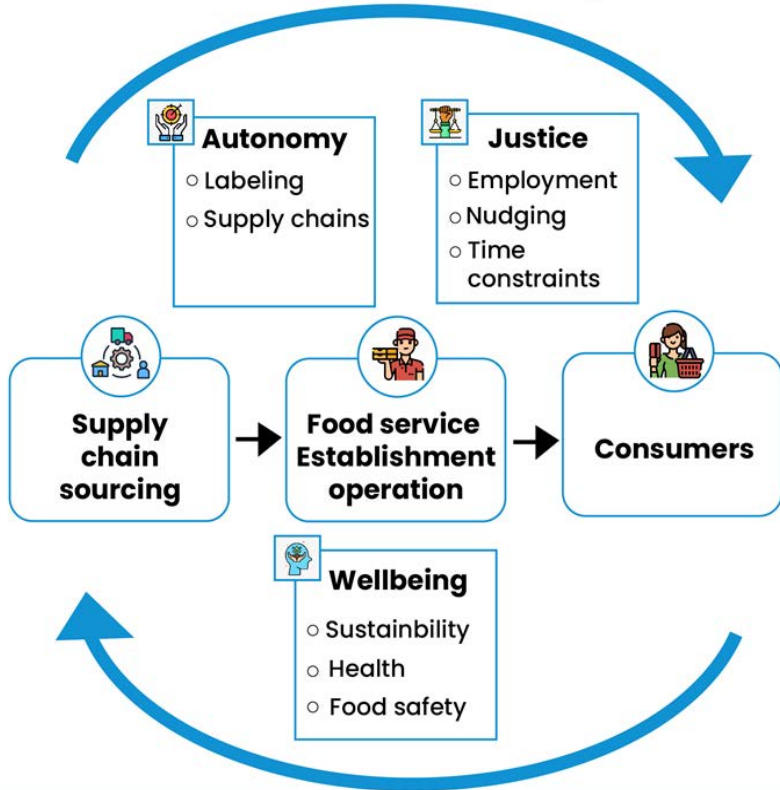 Autonomy
Labeling
Supply chains
Justice
Employment
Nudging
Time
constraints
Supply
chain
sourcing
Food service
Establishment
operation
Consumers
Wellbeing
Sustainbility
Health
Food safety